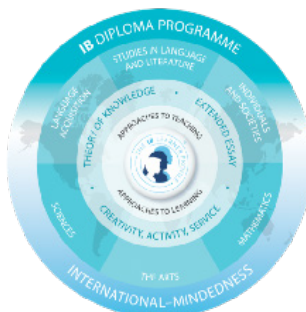 IB DIPLOMA PROGRAMME
STUDIES IN LANGUAGE
AND LITERATURE
LANGUAGE
ACQUISITION
INDIVIDUALS
AND SOCIETIES
THEORY OF KNOWLEDGE
EXTENDED ESSAY
APPROACHES TO TEACHING
APPROACHES TO LEARNING
CREATIVITY, ACTIVITY, SERVICE
SCIENCES
MATHEMATICS
THE ARTS
INTERNATIONAL-MINDEDNESS